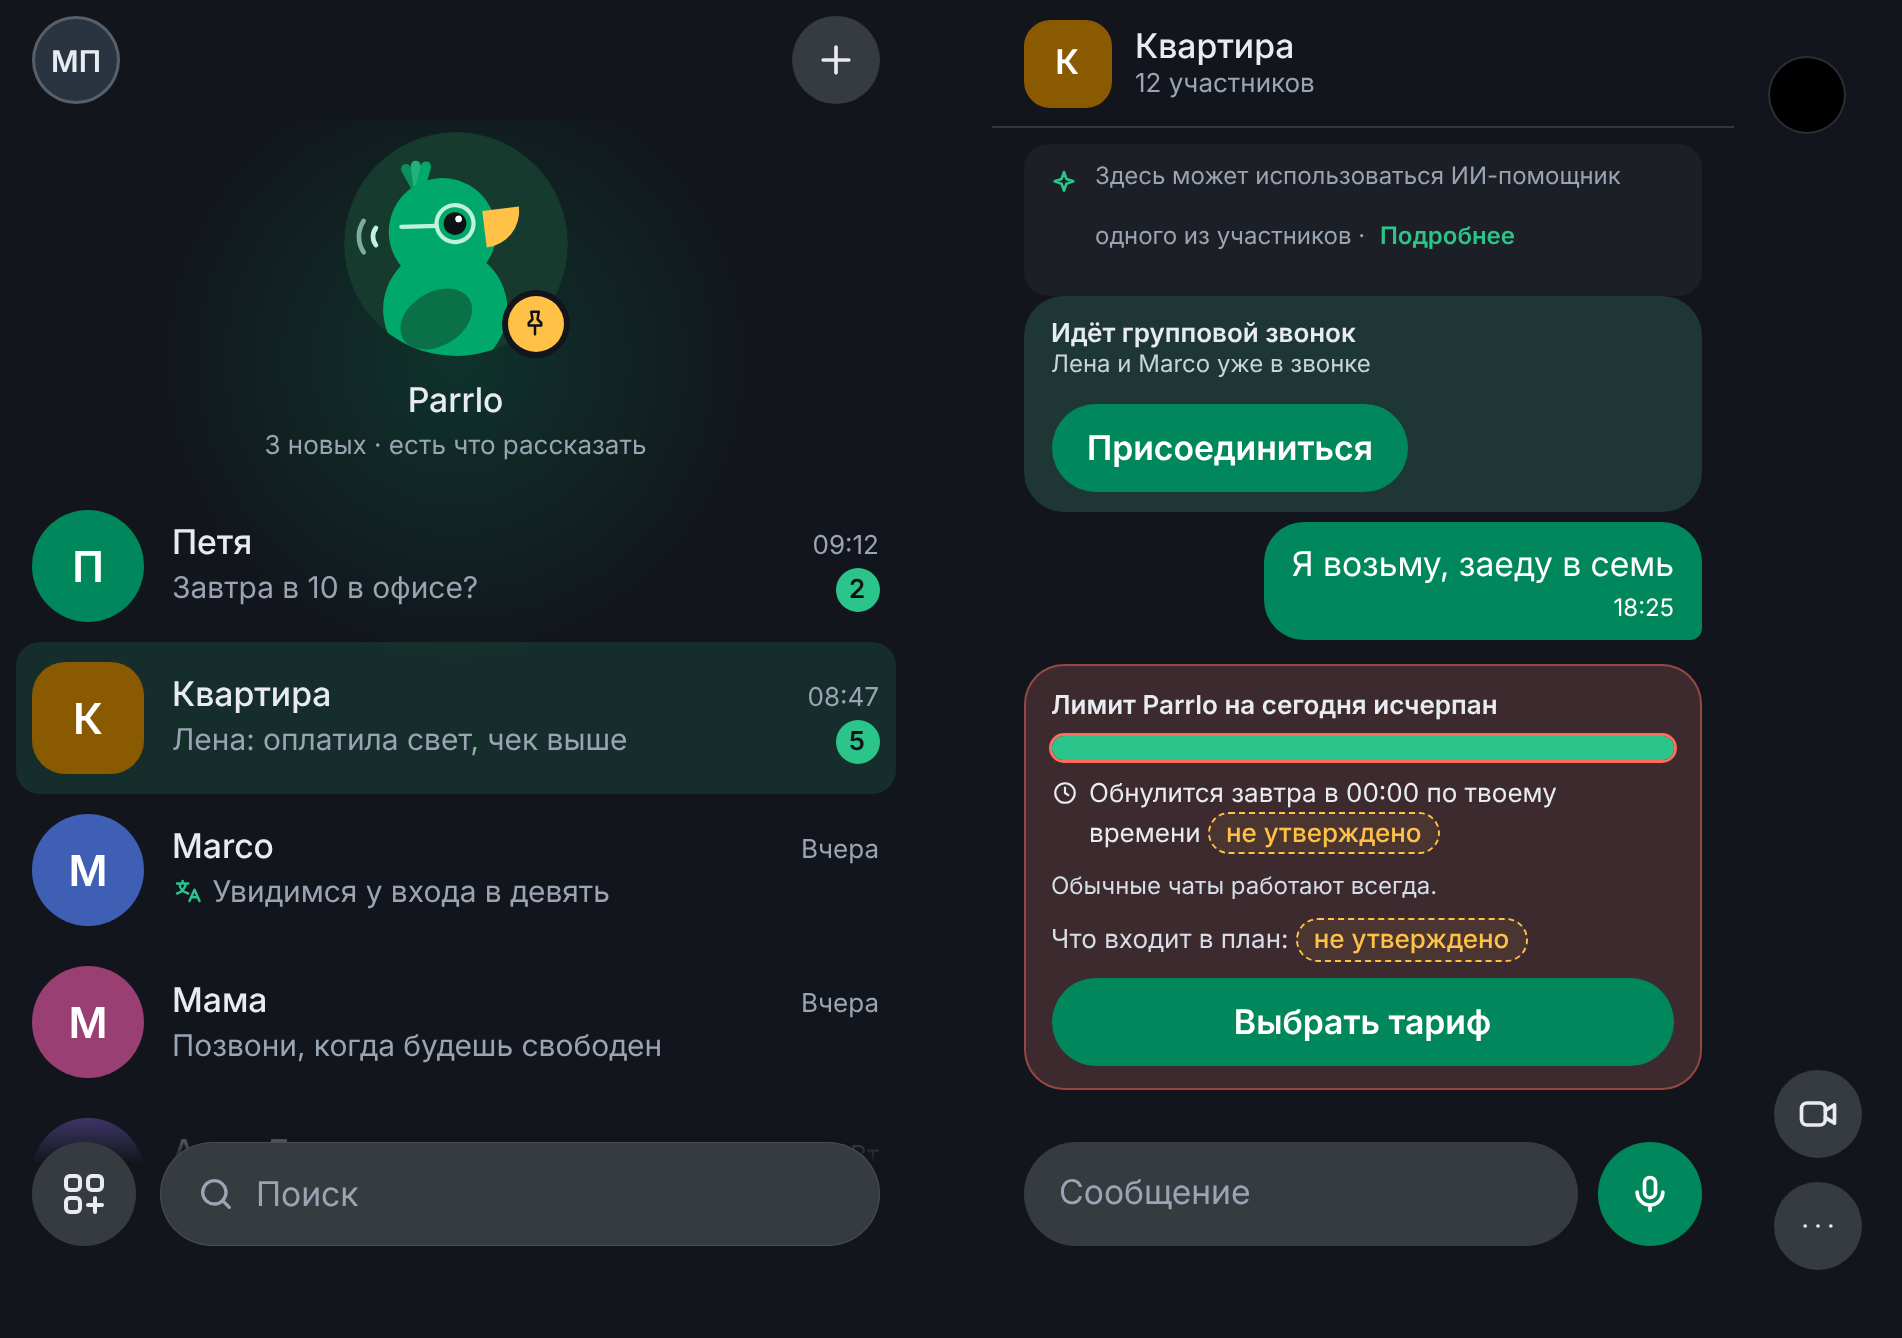 МП
Parrlo
3 новых · есть что рассказать
П
Петя
09:12
Завтра в 10 в офисе?
2
К
Квартира
08:47
Лена: оплатила свет, чек выше
5
M
Marco
Вчера
Увидимся у входа в девять
М
Мама
Вчера
Позвони, когда будешь свободен
Поиск
К
Квартира
12 участников
Здесь может использоваться ИИ-помощник
одного из участников · Подробнее
Идёт групповой звонок
Лена и Marco уже в звонке
Присоединиться
Я возьму, заеду в семь
18:25
Лимит Parrlo на сегодня исчерпан
Обнулится завтра в 00:00 по твоему
времени не утверждено
Обычные чаты работают всегда.
Что входит в план: не утверждено
Выбрать тариф
Сообщение